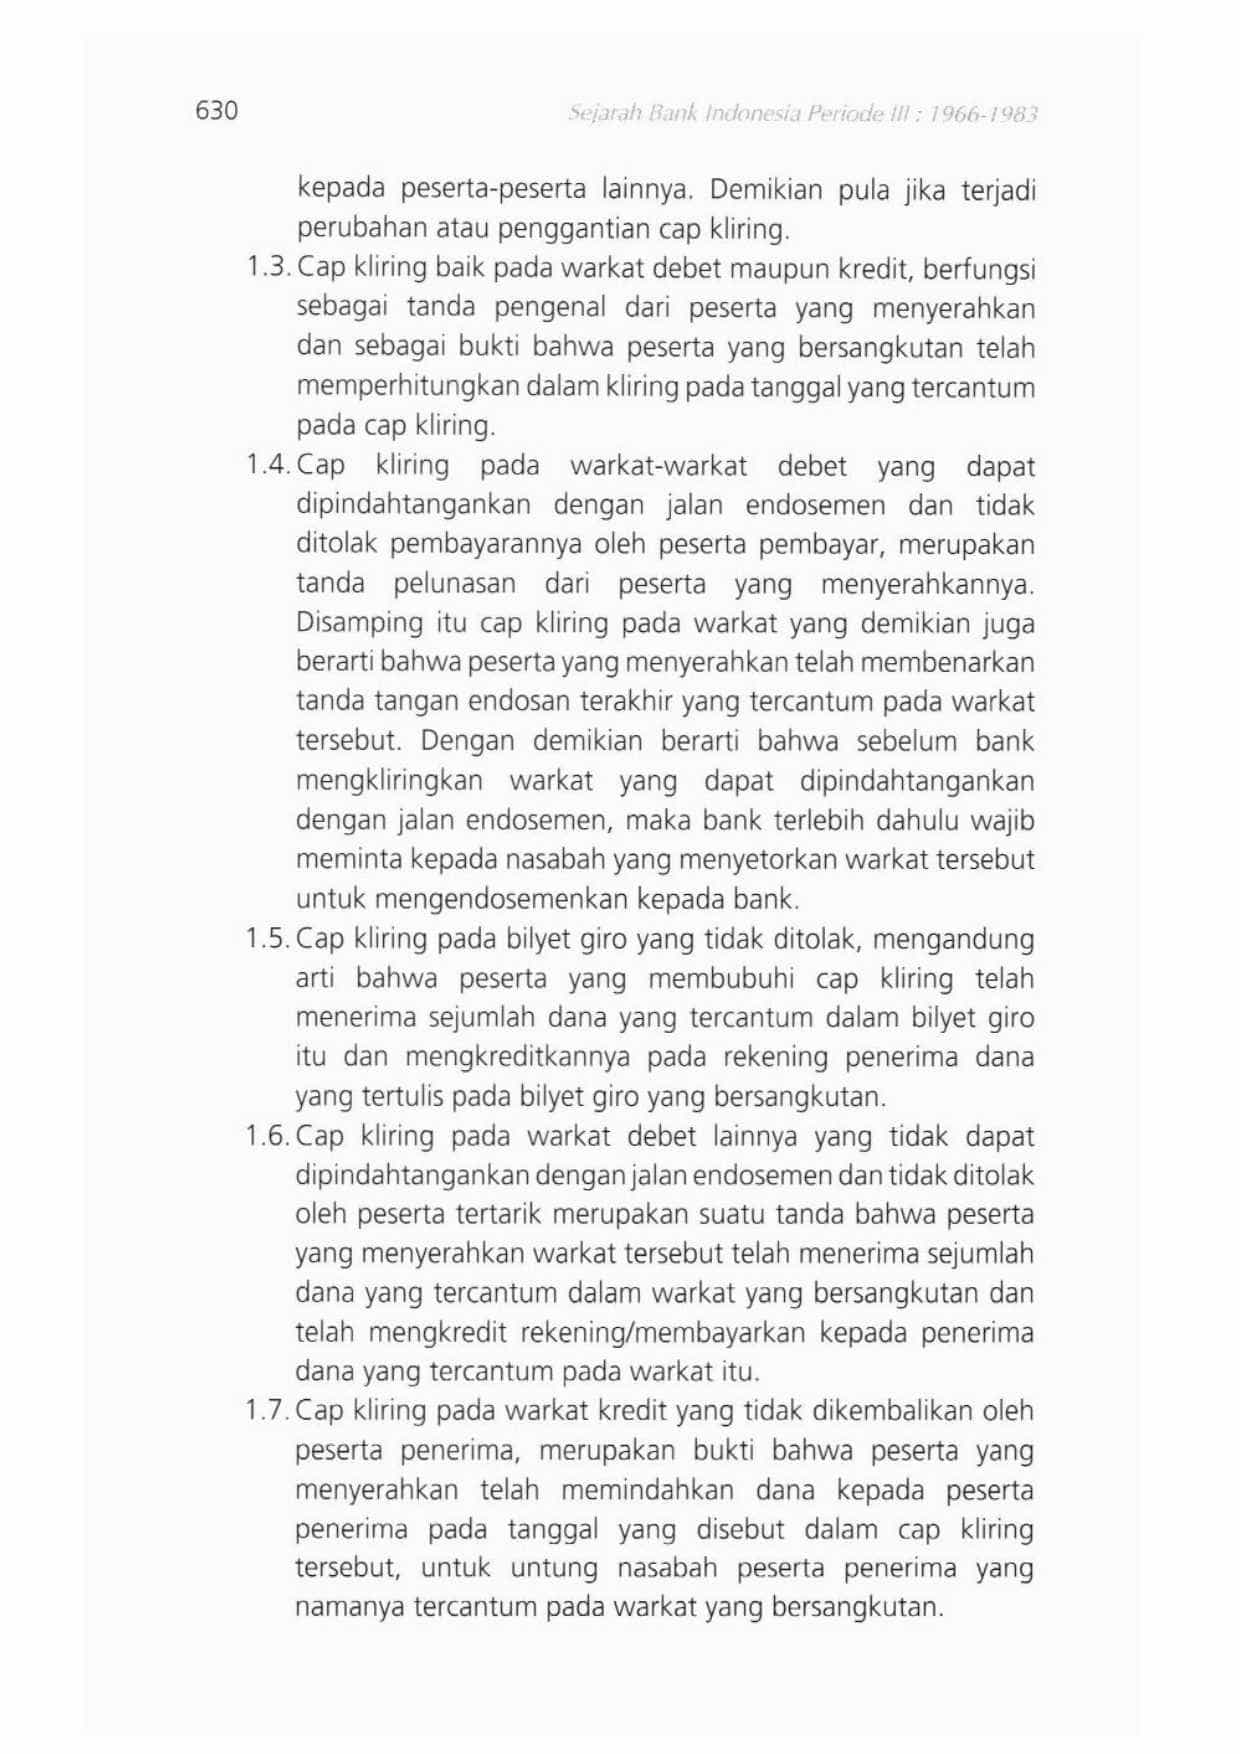 630
Sejarah Bank Indonesia Periode III : 1966-1983
kepada peserta-peserta lainnya. Demikian pula jika terjadi
perubahan atau penggantian cap kliring.
1.3. Cap kliring baik pada warkat debet maupun kredit, berfungsi
sebagai tanda pengenal dari peserta yang menyerahkan
dan sebagai bukti bahwa peserta yang bersangkutan telah
memperhitungkan dalam kliring pada tanggal yang tercantum
pada cap kliring.
1.4. Cap kliring pada warkat-warkat debet yang dapat
dipindahtangankan dengan jalan endosemen dan tidak
ditolak pembayarannya oleh peserta pembayar, merupakan
tanda pelunasan dari peserta yang menyerahkannya.
Disamping itu cap kliring pada warkat yang demikian juga
berarti bahwa peserta yang menyerahkan telah membenarkan
tanda tangan endosan terakhir yang tercantum pada warkat
tersebut. Dengan demikian berarti bahwa sebelum bank
mengkliringkan warkat yang dapat dipindahtangankan
dengan jalan endosemen, maka bank terlebih dahulu wajib
meminta kepada nasabah yang menyetorkan warkat tersebut
untuk mengendosemenkan kepada bank.
1.5. Cap kliring pada bilyet giro yang tidak ditolak, mengandung
arti bahwa peserta yang membubuhi cap kliring telah
menerima sejumlah dana yang tercantum dalam bilyet giro
itu dan mengkreditkannya pada rekening penerima dana
yang tertulis pada bilyet giro yang bersangkutan.
1.6. Cap kliring pada warkat debet lainnya yang tidak dapat
dipindahtangankan dengan jalan endosemen dan tidak ditolak
oleh peserta tertarik merupakan suatu tanda bahwa peserta
yang menyerahkan warkat tersebut telah menerima sejumlah
dana yang tercantum dalam warkat yang bersangkutan dan
telah mengkredit rekening/membayarkan kepada penerima
dana yang tercantum pada warkat itu.
1.7. Cap kliring pada warkat kredit yang tidak dikembalikan oleh
peserta penerima, merupakan bukti bahwa peserta yang
menyerahkan telah memindahkan dana kepada peserta
penerima pada tanggal yang disebut dalam cap kliring
tersebut, untuk untung nasabah peserta penerima yang
namanya tercantum pada warkat yang bersangkutan.